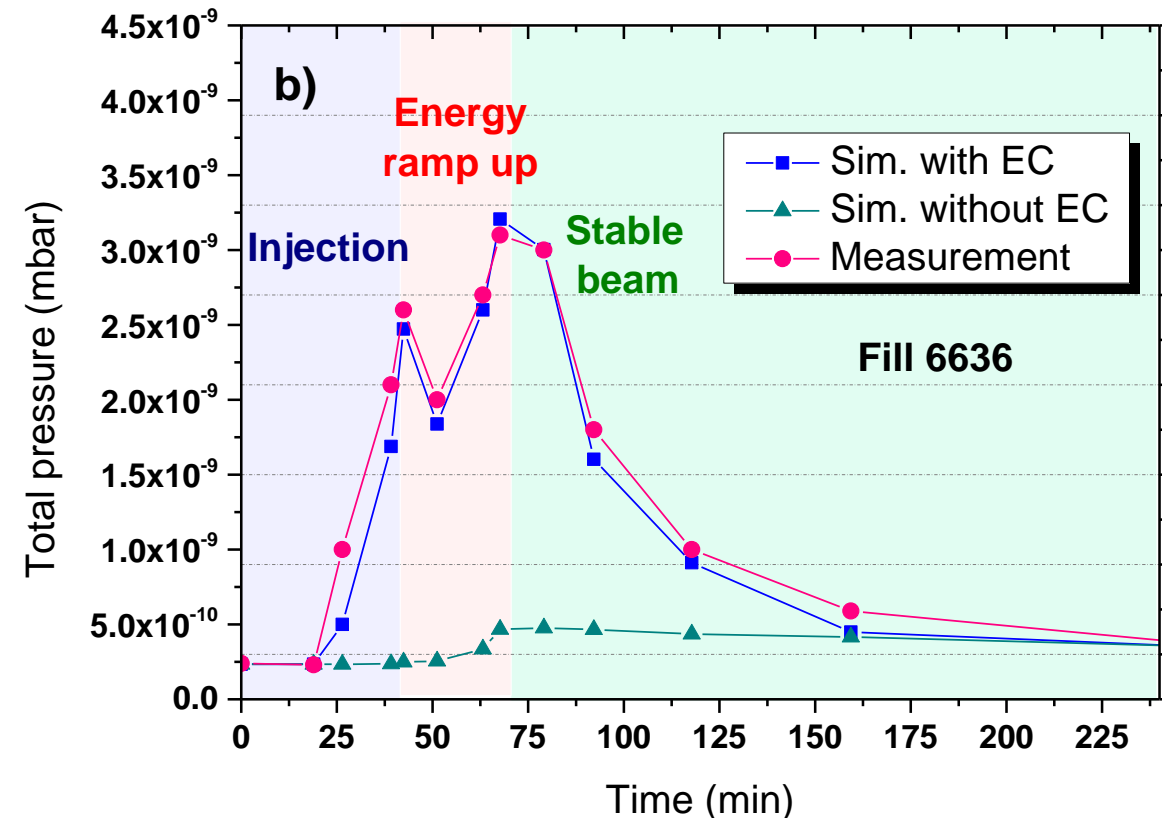 b)
Energy
ramp up
Injection
Stable
beam
Sim. with EC
Sim. without EC
Measurement
Fill 6636
Total pressure (mbar)
4.5x10⁻⁹
4.0x10⁻⁹
3.5x10⁻⁹
3.0x10⁻⁹
2.5x10⁻⁹
2.0x10⁻⁹
1.5x10⁻⁹
1.0x10⁻⁹
5.0x10⁻¹⁰
0.0
0 25 50 75 100 125 150 175 200 225
Time (min)